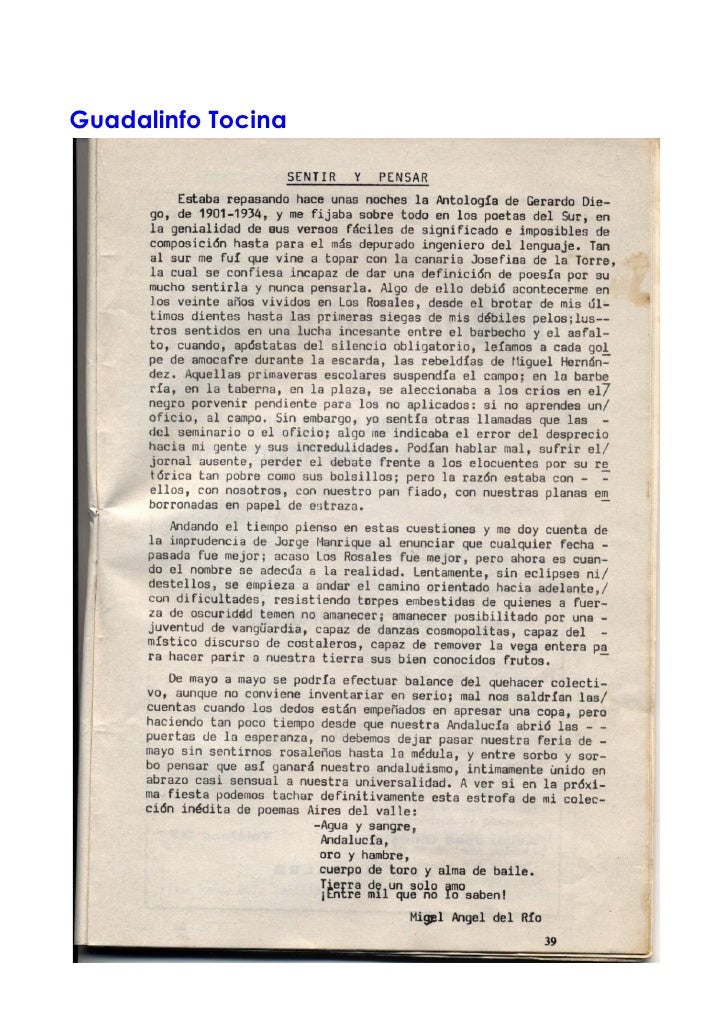 Guadalinfo Tocina
SENTIR Y PENSAR
Estaba repasando hace unas noches la Antología de Gerardo Die-
go, de 1901-1934, y me fijaba sobre todo en los poetas del Sur, en
la genialidad de sus versos fáciles de significado e imposibles de
composición hasta para el más depurado ingeniero del lenguaje. Tan
al sur me fuí que vine a topar con la canaria Josefina de la Torre,
la cual se confiesa incapaz de dar una definición de poesía por su
mucho sentirla y nunca pensarla. Algo de ello debió acontecerme en
los veinte años vividos en Los Rosales, desde el brotar de mis úl-
timos dientes hasta las primeras siegas de mis débiles pelos;lus--
tros sentidos en una lucha incesante entre el barbecho y el asfal-
to, cuando, apóstatas del silencio obligatorio, leíamos a cada gol
pe de amocafre durante la escarda, las rebeldías de Miguel Hernán-
dez. Aquellas primaveras escolares suspendía el campo; en la barbe
ría, en la taberna, en la plaza, se aleccionaba a los crios en el/
negro porvenir pendiente para los no aplicados: si no aprendes un/
oficio, al campo. Sin embargo, yo sentía otras llamadas que las -
del seminario o el oficio; algo me indicaba el error del desprecio
hacia mi gente y sus incredulidades. Podían hablar mal, sufrir el/
jornal ausente, perder el debate frente a los elocuentes por su re
tórica tan pobre como sus bolsillos; pero la razón estaba con - -
ellos, con nosotros, con nuestro pan fiado, con nuestras planas em
borronadas en papel de estraza.
Andando el tiempo pienso en estas cuestiones y me doy cuenta de
la imprudencia de Jorge Manrique al enunciar que cualquier fecha -
pasada fue mejor; acaso Los Rosales fue mejor, pero ahora es cuan-
do el nombre se adecúa a la realidad. Lentamente, sin eclipses ni/
destellos, se empieza a andar el camino orientado hacia adelante,/
con dificultades, resistiendo torpes embestidas de quienes a fuer-
za de oscuridad temen no amanecer; amanecer posibilitado por una -
juventud de vangüardia, capaz de danzas cosmopolitas, capaz del -
místico discurso de costaleros, capaz de remover la vega entera pa
ra hacer parir a nuestra tierra sus bien conocidos frutos.
De mayo a mayo se podría efectuar balance del quehacer colecti-
vo, aunque no conviene inventariar en serio; mal nos saldrían las/
cuentas cuando los dedos están empeñados en apresar una copa, pero
haciendo tan poco tiempo desde que nuestra Andalucía abrió las - -
puertas de la esperanza, no debemos dejar pasar nuestra feria de -
mayo sin sentirnos rosaleños hasta la médula, y entre sorbo y sor-
bo pensar que así ganará nuestro andalutismo, intimamente únido en
abrazo casi sensual a nuestra universalidad. A ver si en la próxi-
ma fiesta podemos tachar definitivamente esta estrofa de mi colec-
ción inédita de poemas Aires del valle:
-Agua y sangre,
Andalucía,
oro y hambre,
cuerpo de toro y alma de baile.
Tierra de un solo amo
¡Entre mil que no lo saben!
Migel Angel del Río
39